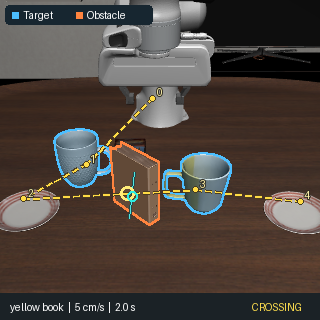 Target
Obstacle
0
1
2
3
4
yellow book | 5 cm/s | 2.0 s
CROSSING